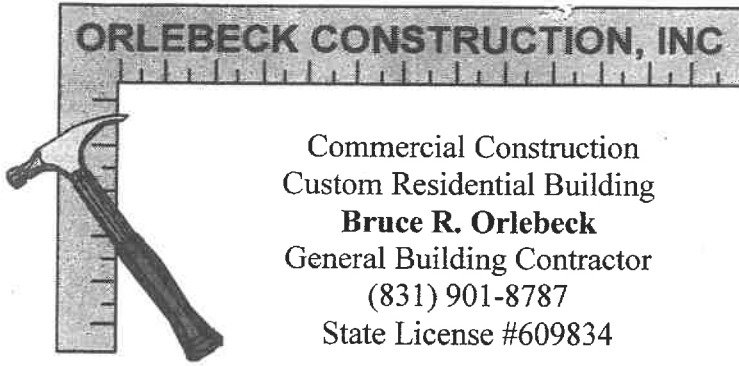 ORLEBECK CONSTRUCTION, INC
Commercial Construction
Custom Residential Building
Bruce R. Orlebeck
General Building Contractor
(831) 901-8787
State License #609834